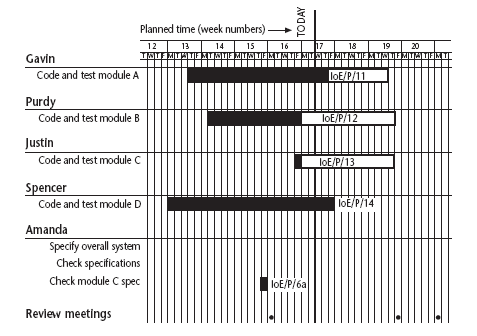 TODAY
Planned time (week numbers)
12 13 14 15 16 17 18 19 20
Gavin
Code and test module A IoE/P/11
Purdy
Code and test module B IoE/P/12
Justin
Code and test module C IoE/P/13
Spencer
Code and test module D IoE/P/14
Amanda
Specify overall system
Check specifications
Check module C spec IoE/P/6a
Review meetings